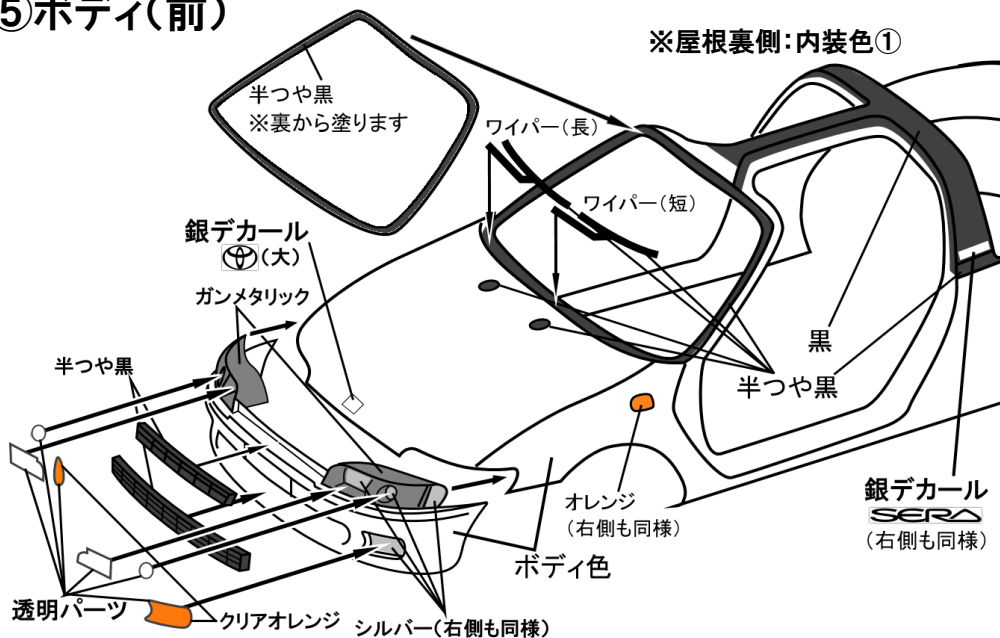 ⑤ボディ(前)
※屋根裏側:内装色①
半つや黒
※裏から塗ります
ワイパー(長)
ワイパー(短)
銀デカール
(大)
ガンメタリック
半つや黒
黒
半つや黒
オレンジ
(右側も同様)
銀デカール
SERA
(右側も同様)
ボディ色
透明パーツ
クリアオレンジ
シルバー(右側も同様)